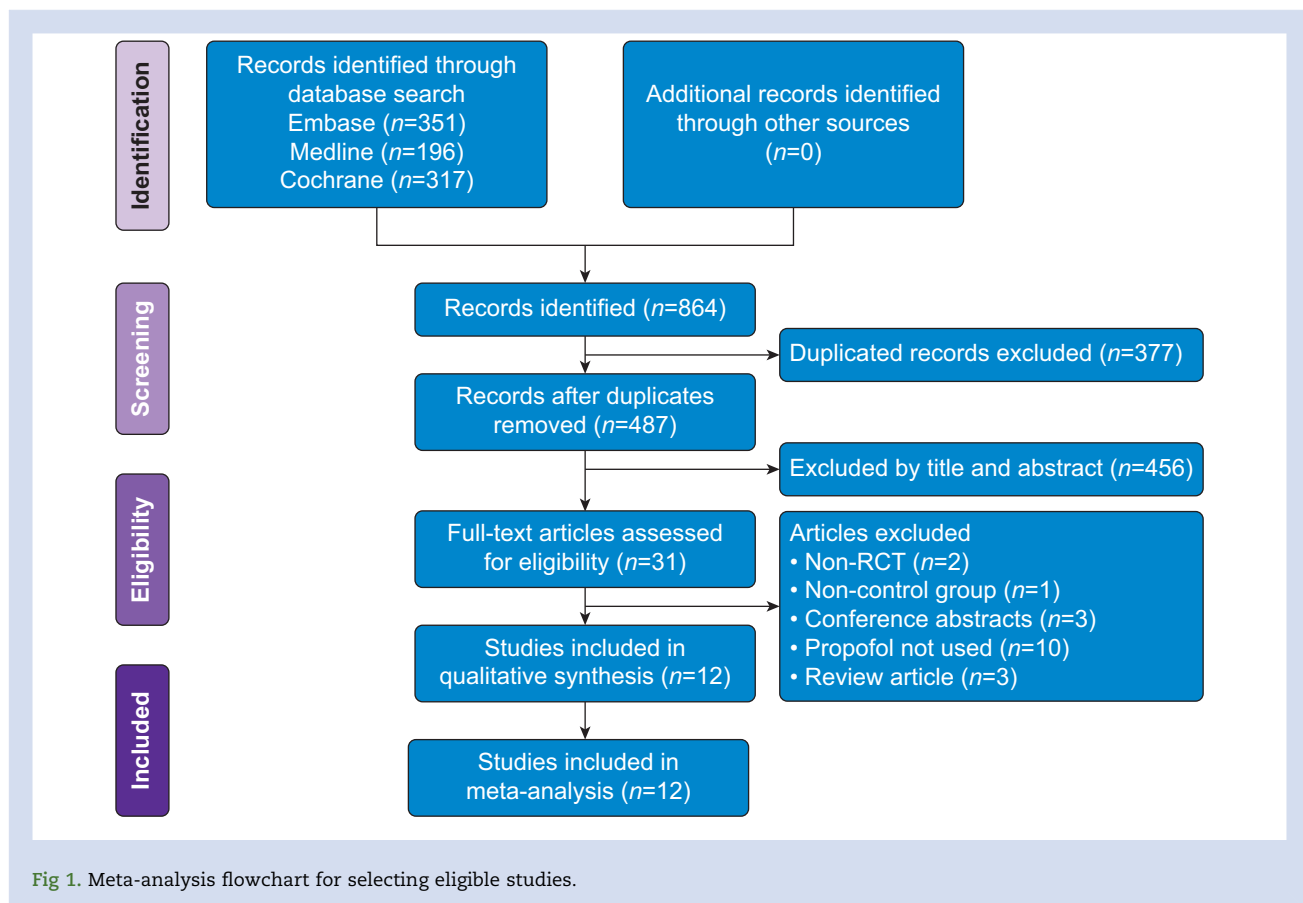 Identification
Records identified through
database search
Embase (n=351)
Medline (n=196)
Cochrane (n=317)
Additional records identified
through other sources
(n=0)
Screening
Records identified (n=864)
Duplicated records excluded (n=377)
Records after duplicates
removed (n=487)
Excluded by title and abstract (n=456)
Eligibility
Full-text articles assessed
for eligibility (n=31)
Articles excluded
• Non-RCT (n=2)
• Non-control group (n=1)
• Conference abstracts (n=3)
• Propofol not used (n=10)
• Review article (n=3)
Studies included in
qualitative synthesis (n=12)
Included
Studies included in
meta-analysis (n=12)
Fig 1. Meta-analysis flowchart for selecting eligible studies.